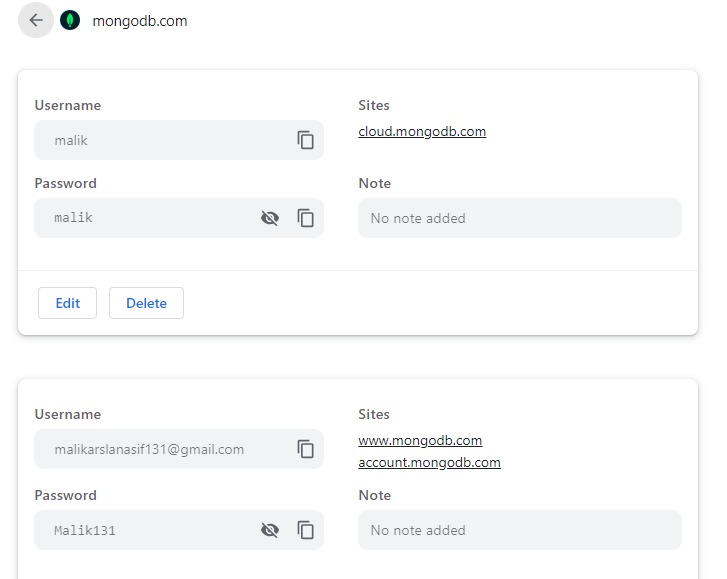 mongodb.com
Username
Sites
malik
cloud.mongodb.com
Password
Note
malik
No note added
Edit
Delete
Username
Sites
malikarslanasif131@gmail.com
www.mongodb.com
account.mongodb.com
Password
Note
Malik131
No note added